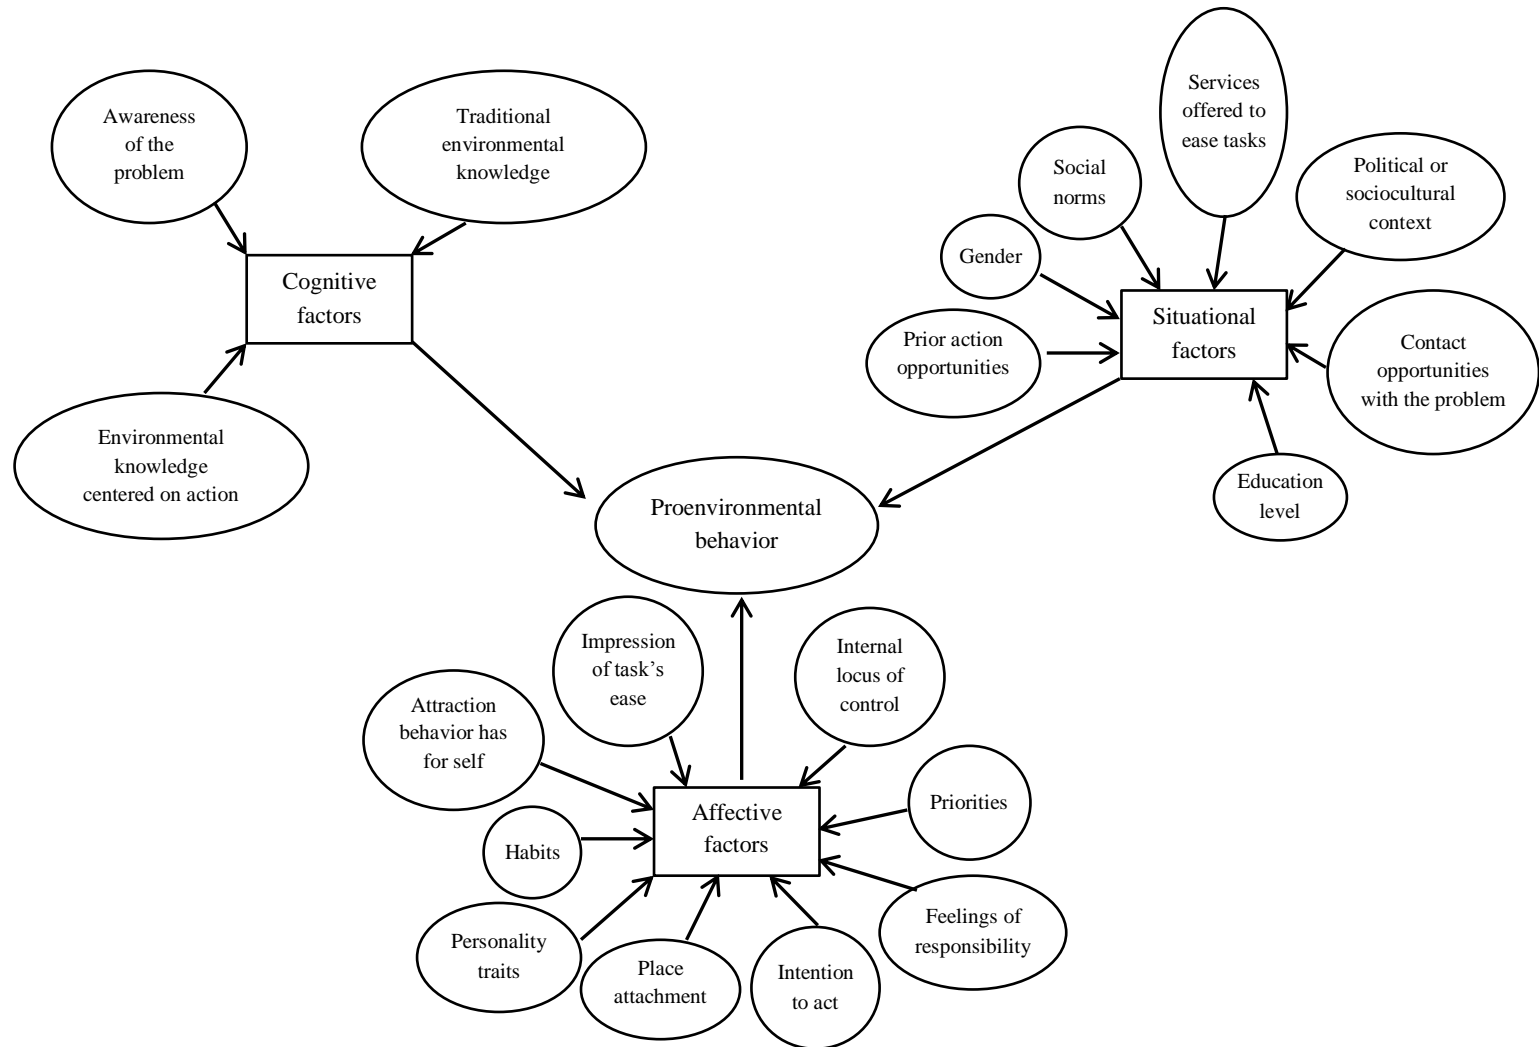 Awareness
of the
problem
Traditional
environmental
knowledge
Cognitive
factors
Environmental
knowledge
centered on action
Services
offered to
ease tasks
Social
norms
Political or
sociocultural
context
Gender
Situational
factors
Prior action
opportunities
Contact
opportunities
with the problem
Education
level
Proenvironmental
behavior
Impression
of task’s
ease
Internal
locus of
control
Attraction
behavior has
for self
Priorities
Affective
factors
Habits
Feelings of
responsibility
Personality
traits
Place
attachment
Intention
to act